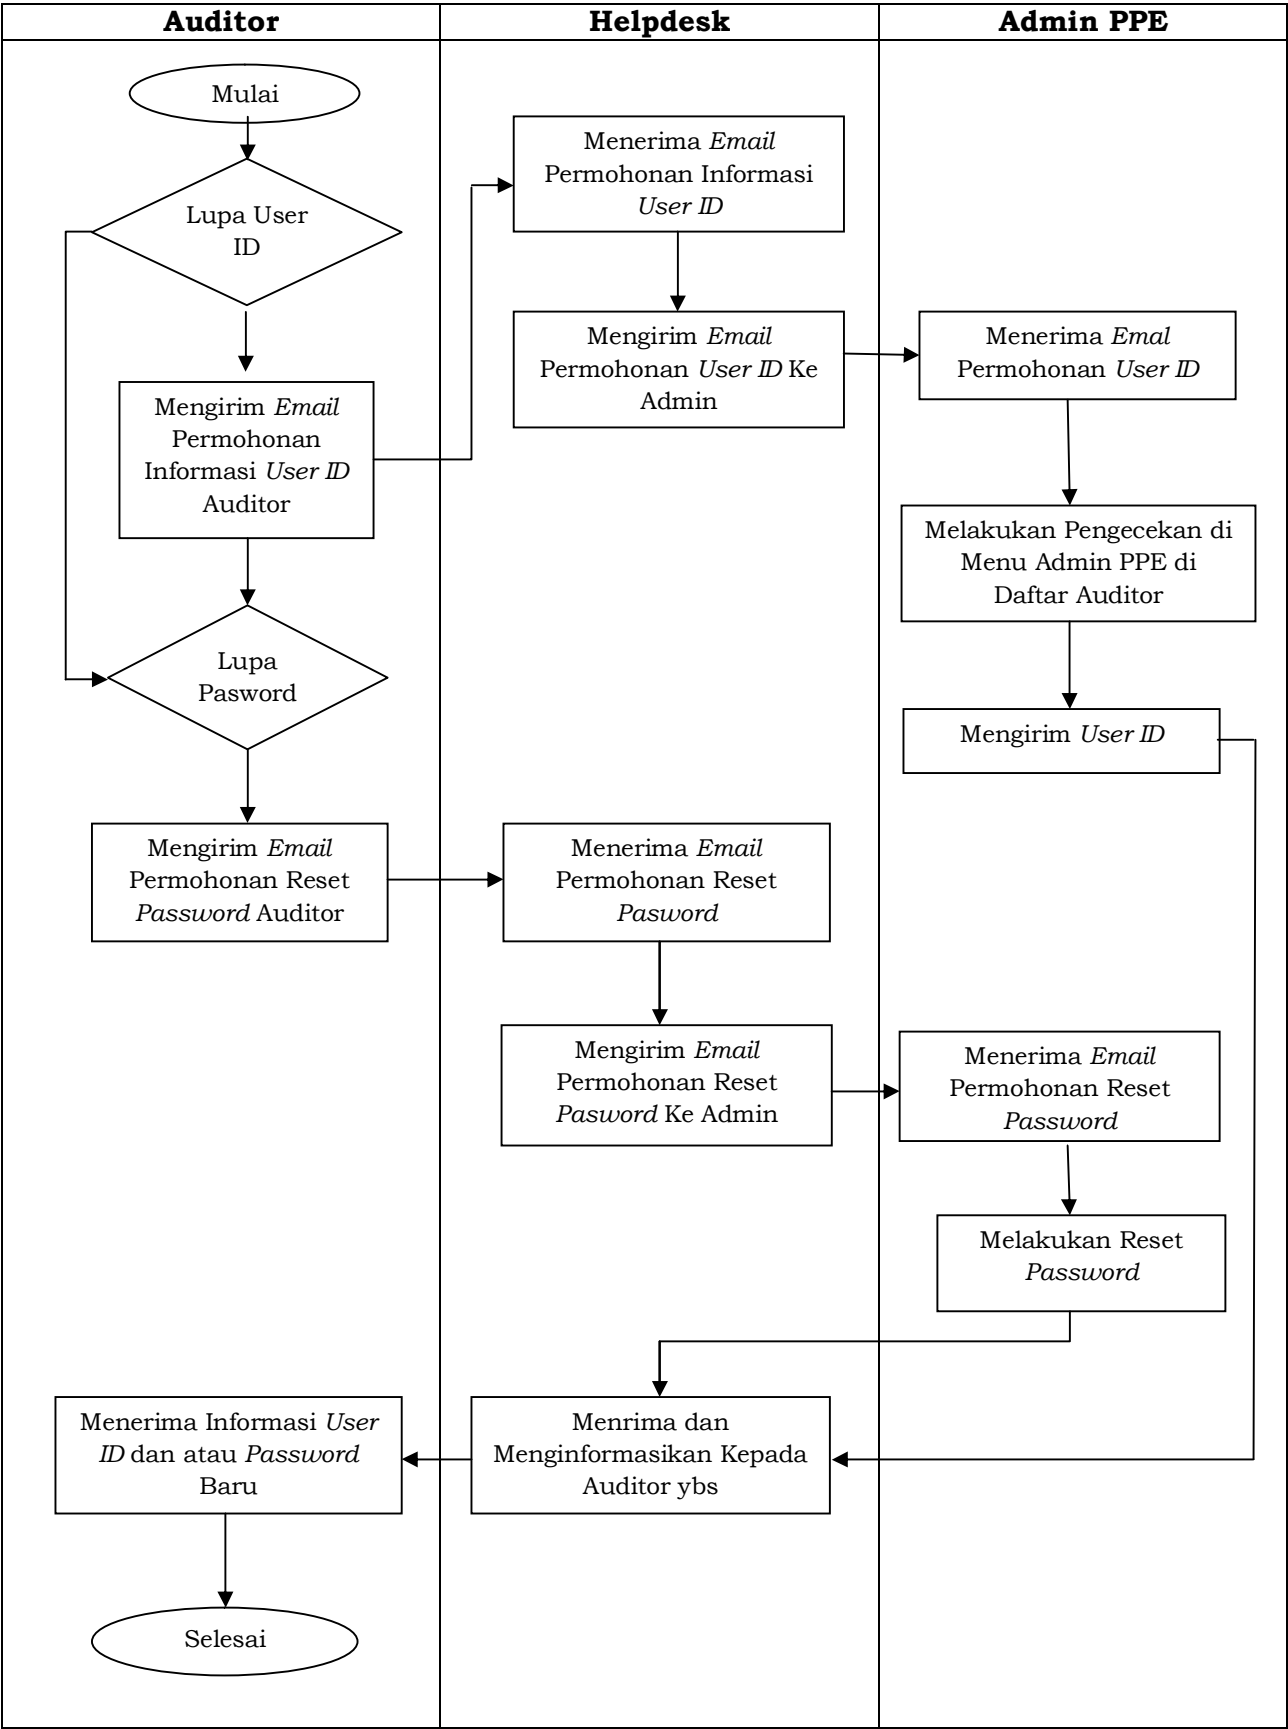 Auditor
Helpdesk
Admin PPE
Mulai
Lupa User
ID
Mengirim Email
Permohonan
Informasi User ID
Auditor
Menerima Email
Permohonan Informasi
User ID
Mengirim Email
Permohonan User ID Ke
Admin
Menerima Emal
Permohonan User ID
Melakukan Pengecekan di
Menu Admin PPE di
Daftar Auditor
Mengirim User ID
Lupa
Pasword
Mengirim Email
Permohonan Reset
Password Auditor
Menerima Email
Permohonan Reset
Pasword
Mengirim Email
Permohonan Reset
Pasword Ke Admin
Menerima Email
Permohonan Reset
Password
Melakukan Reset
Password
Menrima dan
Menginformasikan Kepada
Auditor ybs
Menerima Informasi User
ID dan atau Password
Baru
Selesai